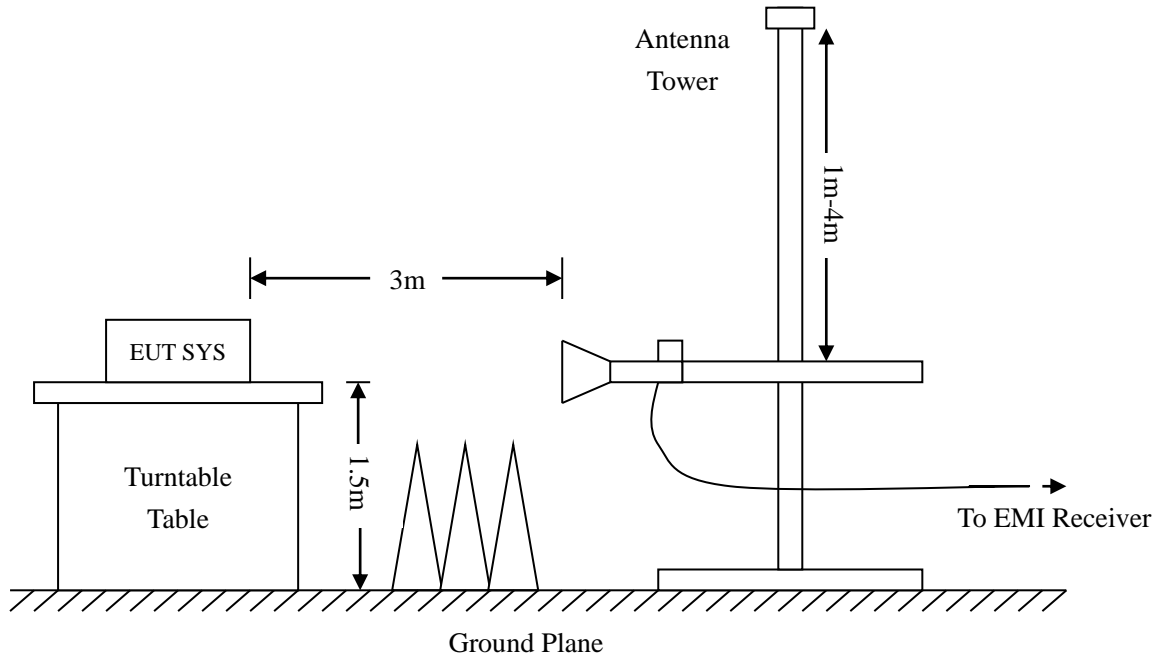 Antenna
Tower
1m-4m
3m
EUT SYS
1.5m
Turntable
Table
To EMI Receiver
Ground Plane